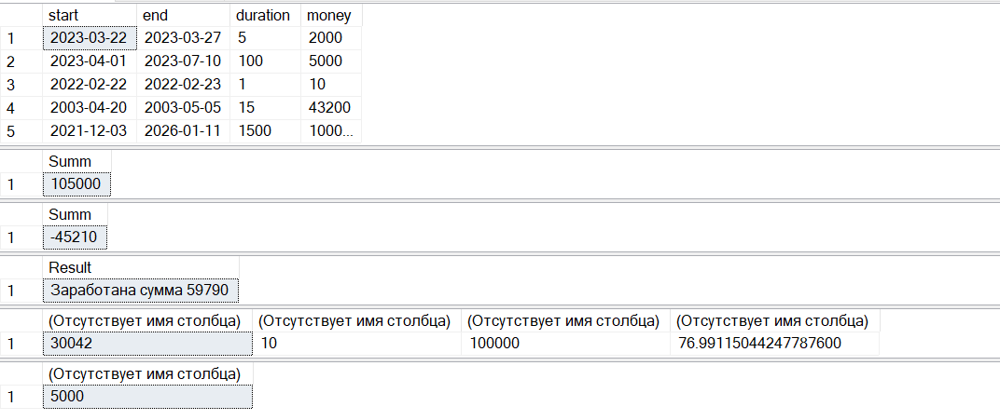 start end duration money
1 2023-03-22 2023-03-27 5 2000
2 2023-04-01 2023-07-10 100 5000
3 2022-02-22 2022-02-23 1 10
4 2003-04-20 2003-05-05 15 43200
5 2021-12-03 2026-01-11 1500 1000...
Summ
1 105000
Summ
1 -45210
Result
1 Заработана сумма 59790
(Отсутствует имя столбца) (Отсутствует имя столбца) (Отсутствует имя столбца) (Отсутствует имя столбца)
1 30042 10 100000 76.99115044247787600
(Отсутствует имя столбца)
1 5000